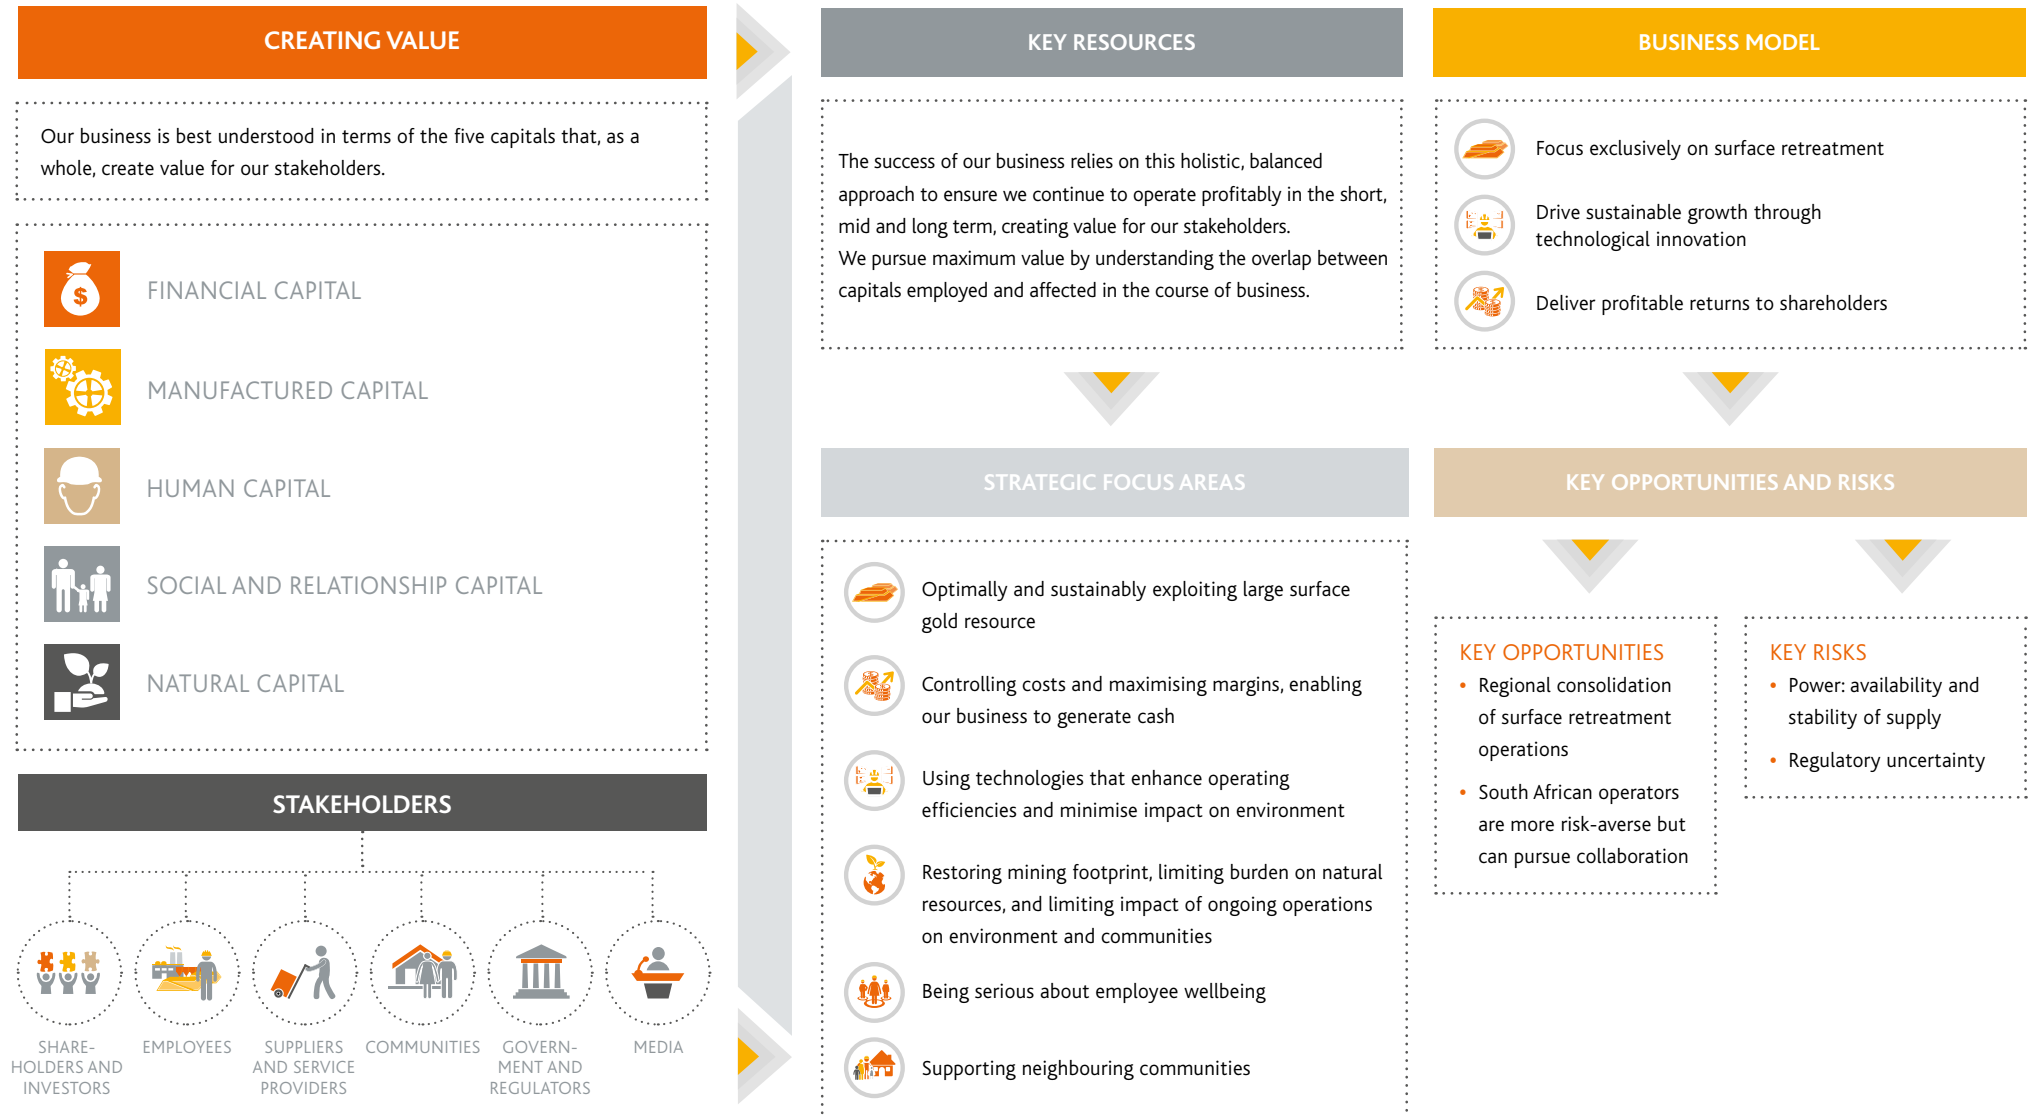 CREATING VALUE
Our business is best understood in terms of the five capitals that, as a
whole, create value for our stakeholders.
$
FINANCIAL CAPITAL
MANUFACTURED CAPITAL
HUMAN CAPITAL
SOCIAL AND RELATIONSHIP CAPITAL
NATURAL CAPITAL
STAKEHOLDERS
SHARE-
HOLDERS AND
INVESTORS
EMPLOYEES
SUPPLIERS
AND SERVICE
PROVIDERS
COMMUNITIES
GOVERN-
MENT AND
REGULATORS
MEDIA
KEY RESOURCES
The success of our business relies on this holistic, balanced
approach to ensure we continue to operate profitably in the short,
mid and long term, creating value for our stakeholders.
We pursue maximum value by understanding the overlap between
capitals employed and affected in the course of business.
STRATEGIC FOCUS AREAS
Optimally and sustainably exploiting large surface
gold resource
Controlling costs and maximising margins, enabling
our business to generate cash
Using technologies that enhance operating
efficiencies and minimise impact on environment
Restoring mining footprint, limiting burden on natural
resources, and limiting impact of ongoing operations
on environment and communities
Being serious about employee wellbeing
Supporting neighbouring communities
BUSINESS MODEL
Focus exclusively on surface retreatment
Drive sustainable growth through
technological innovation
Deliver profitable returns to shareholders
KEY OPPORTUNITIES AND RISKS
KEY OPPORTUNITIES
• Regional consolidation
of surface retreatment
operations
• South African operators
are more risk-averse but
can pursue collaboration
KEY RISKS
• Power: availability and
stability of supply
• Regulatory uncertainty